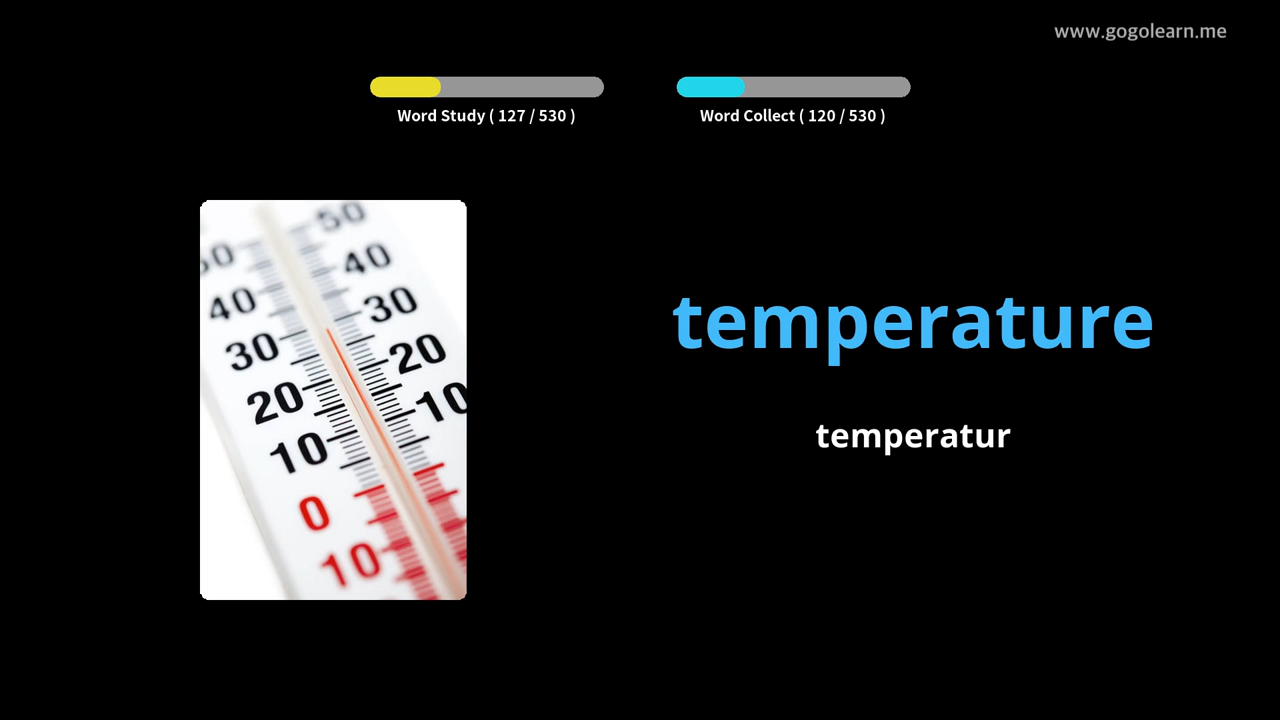 www.gogolearn.me
Word Study ( 127 / 530 )
Word Collect ( 120 / 530 )
50
40
40
30
30
20
20
10
10
0
10
temperature
temperatur